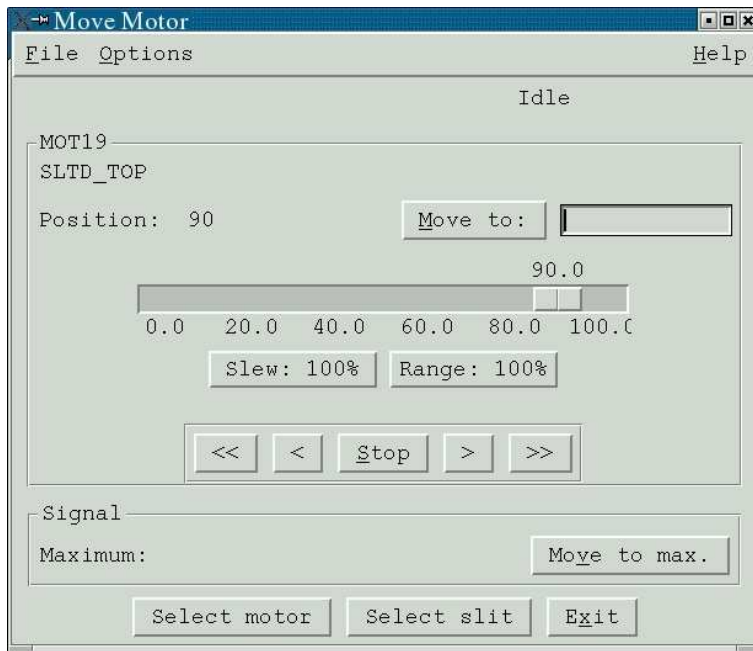 Move Motor
File Options Help
Idle
MOT19
SLTD_TOP
Position: 90 Move to:
90.0
0.0 20.0 40.0 60.0 80.0 100.0
Slew: 100% Range: 100%
<< < Stop > >>
Signal
Maximum: Move to max.
Select motor Select slit Exit